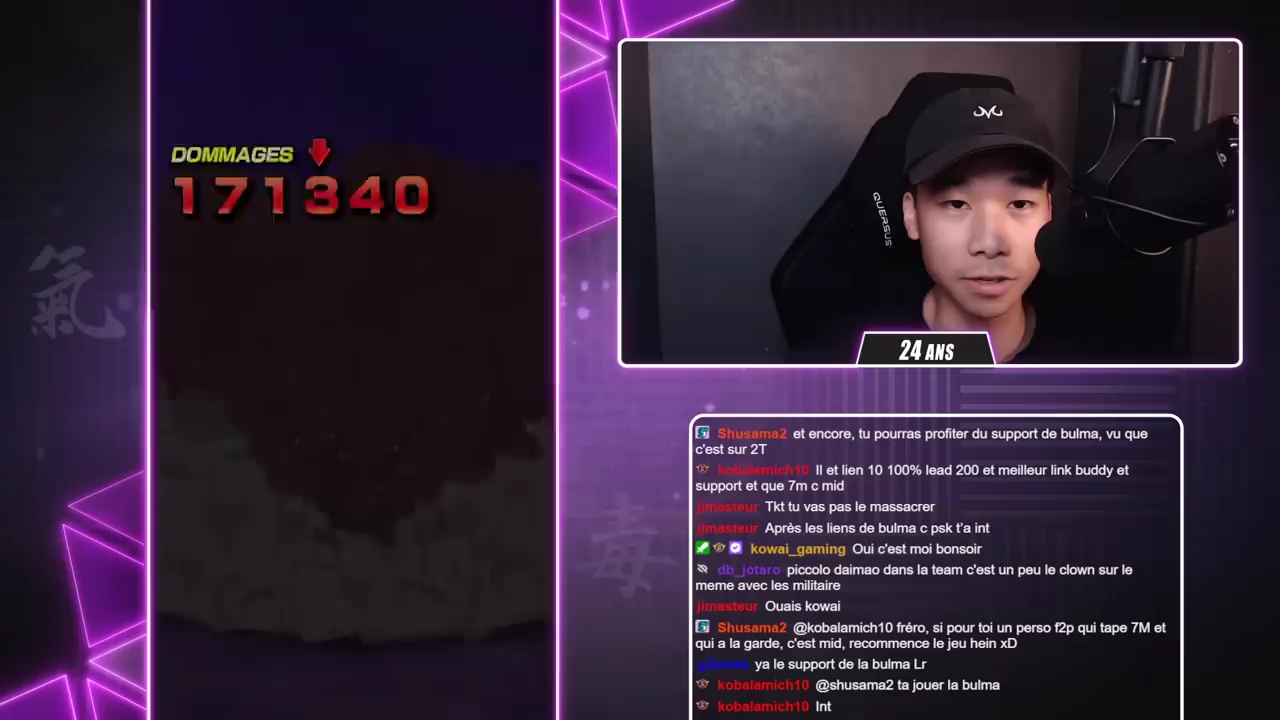 DOMMAGES
171340
氣
毒
QUERSUS
24 ANS
Shusama2 et encore, tu pourras profiter du support de bulma, vu que
c'est sur 2T
kobalamich10 Il et lien 10 100% lead 200 et meilleur link buddy et
support et que 7m c mid
jimasteur Tkt tu vas pas le massacrer
jimasteur Après les liens de bulma c psk t'a int
kowai_gaming Oui c'est moi bonsoir
db_jotaro piccolo daimao dans la team c'est un peu le clown sur le
meme avec les militaire
jimasteur Ouais kowai
Shusama2 @kobalamich10 fréro, si pour toi un perso f2p qui tape 7M et
qui a la garde, c'est mid, recommence le jeu hein xD
ya le support de la bulma Lr
kobalamich10 @shusama2 ta jouer la bulma
kobalamich10 Int